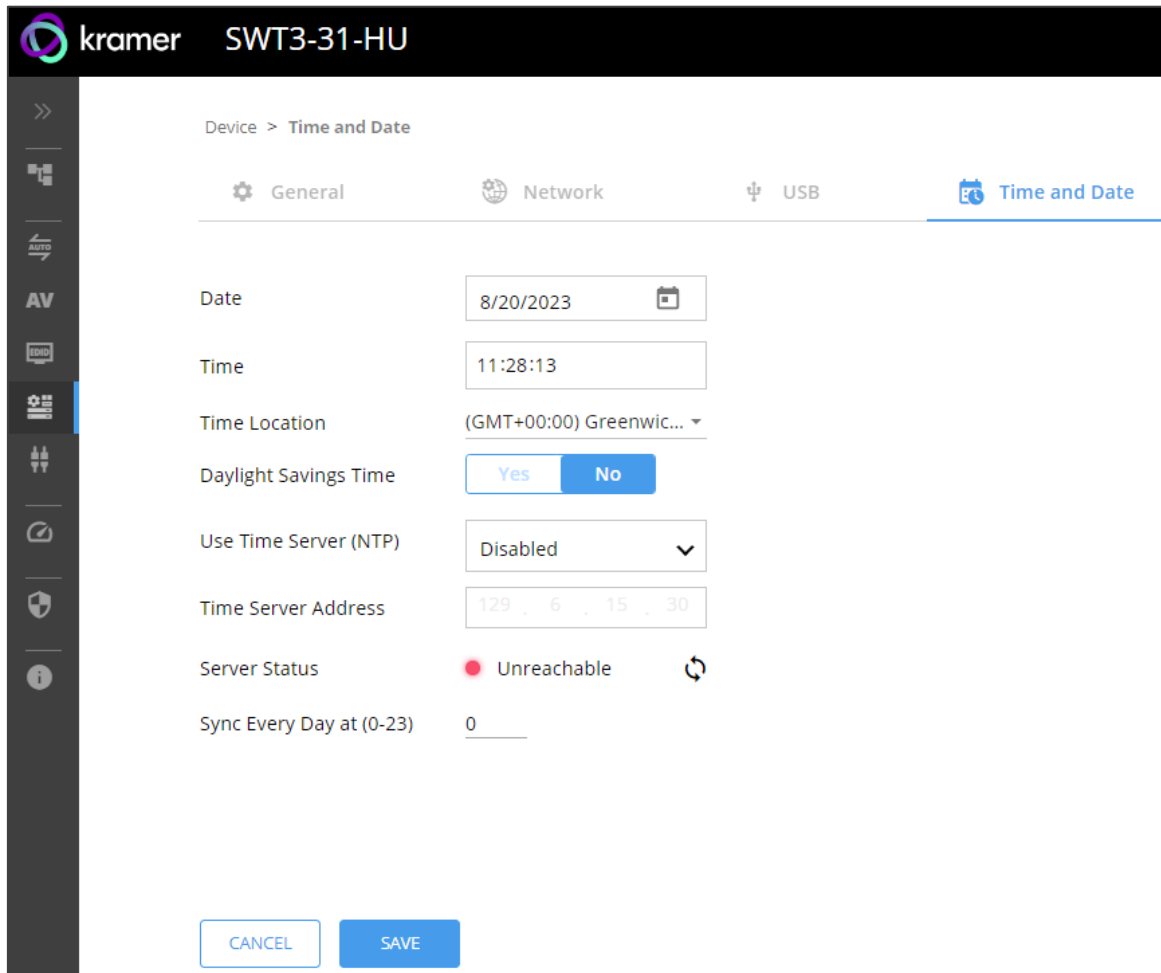 kramer SWT3-31-HU
Device > Time and Date
General Network USB Time and Date
Date 8/20/2023
Time 11:28:13
AUTO
AV
Time Location (GMT+00:00) Greenwic...
EDID
Daylight Savings Time Yes No
Use Time Server (NTP) Disabled
Time Server Address 129 . 6 . 15 . 30
Server Status Unreachable
Sync Every Day at (0-23) 0
CANCEL SAVE